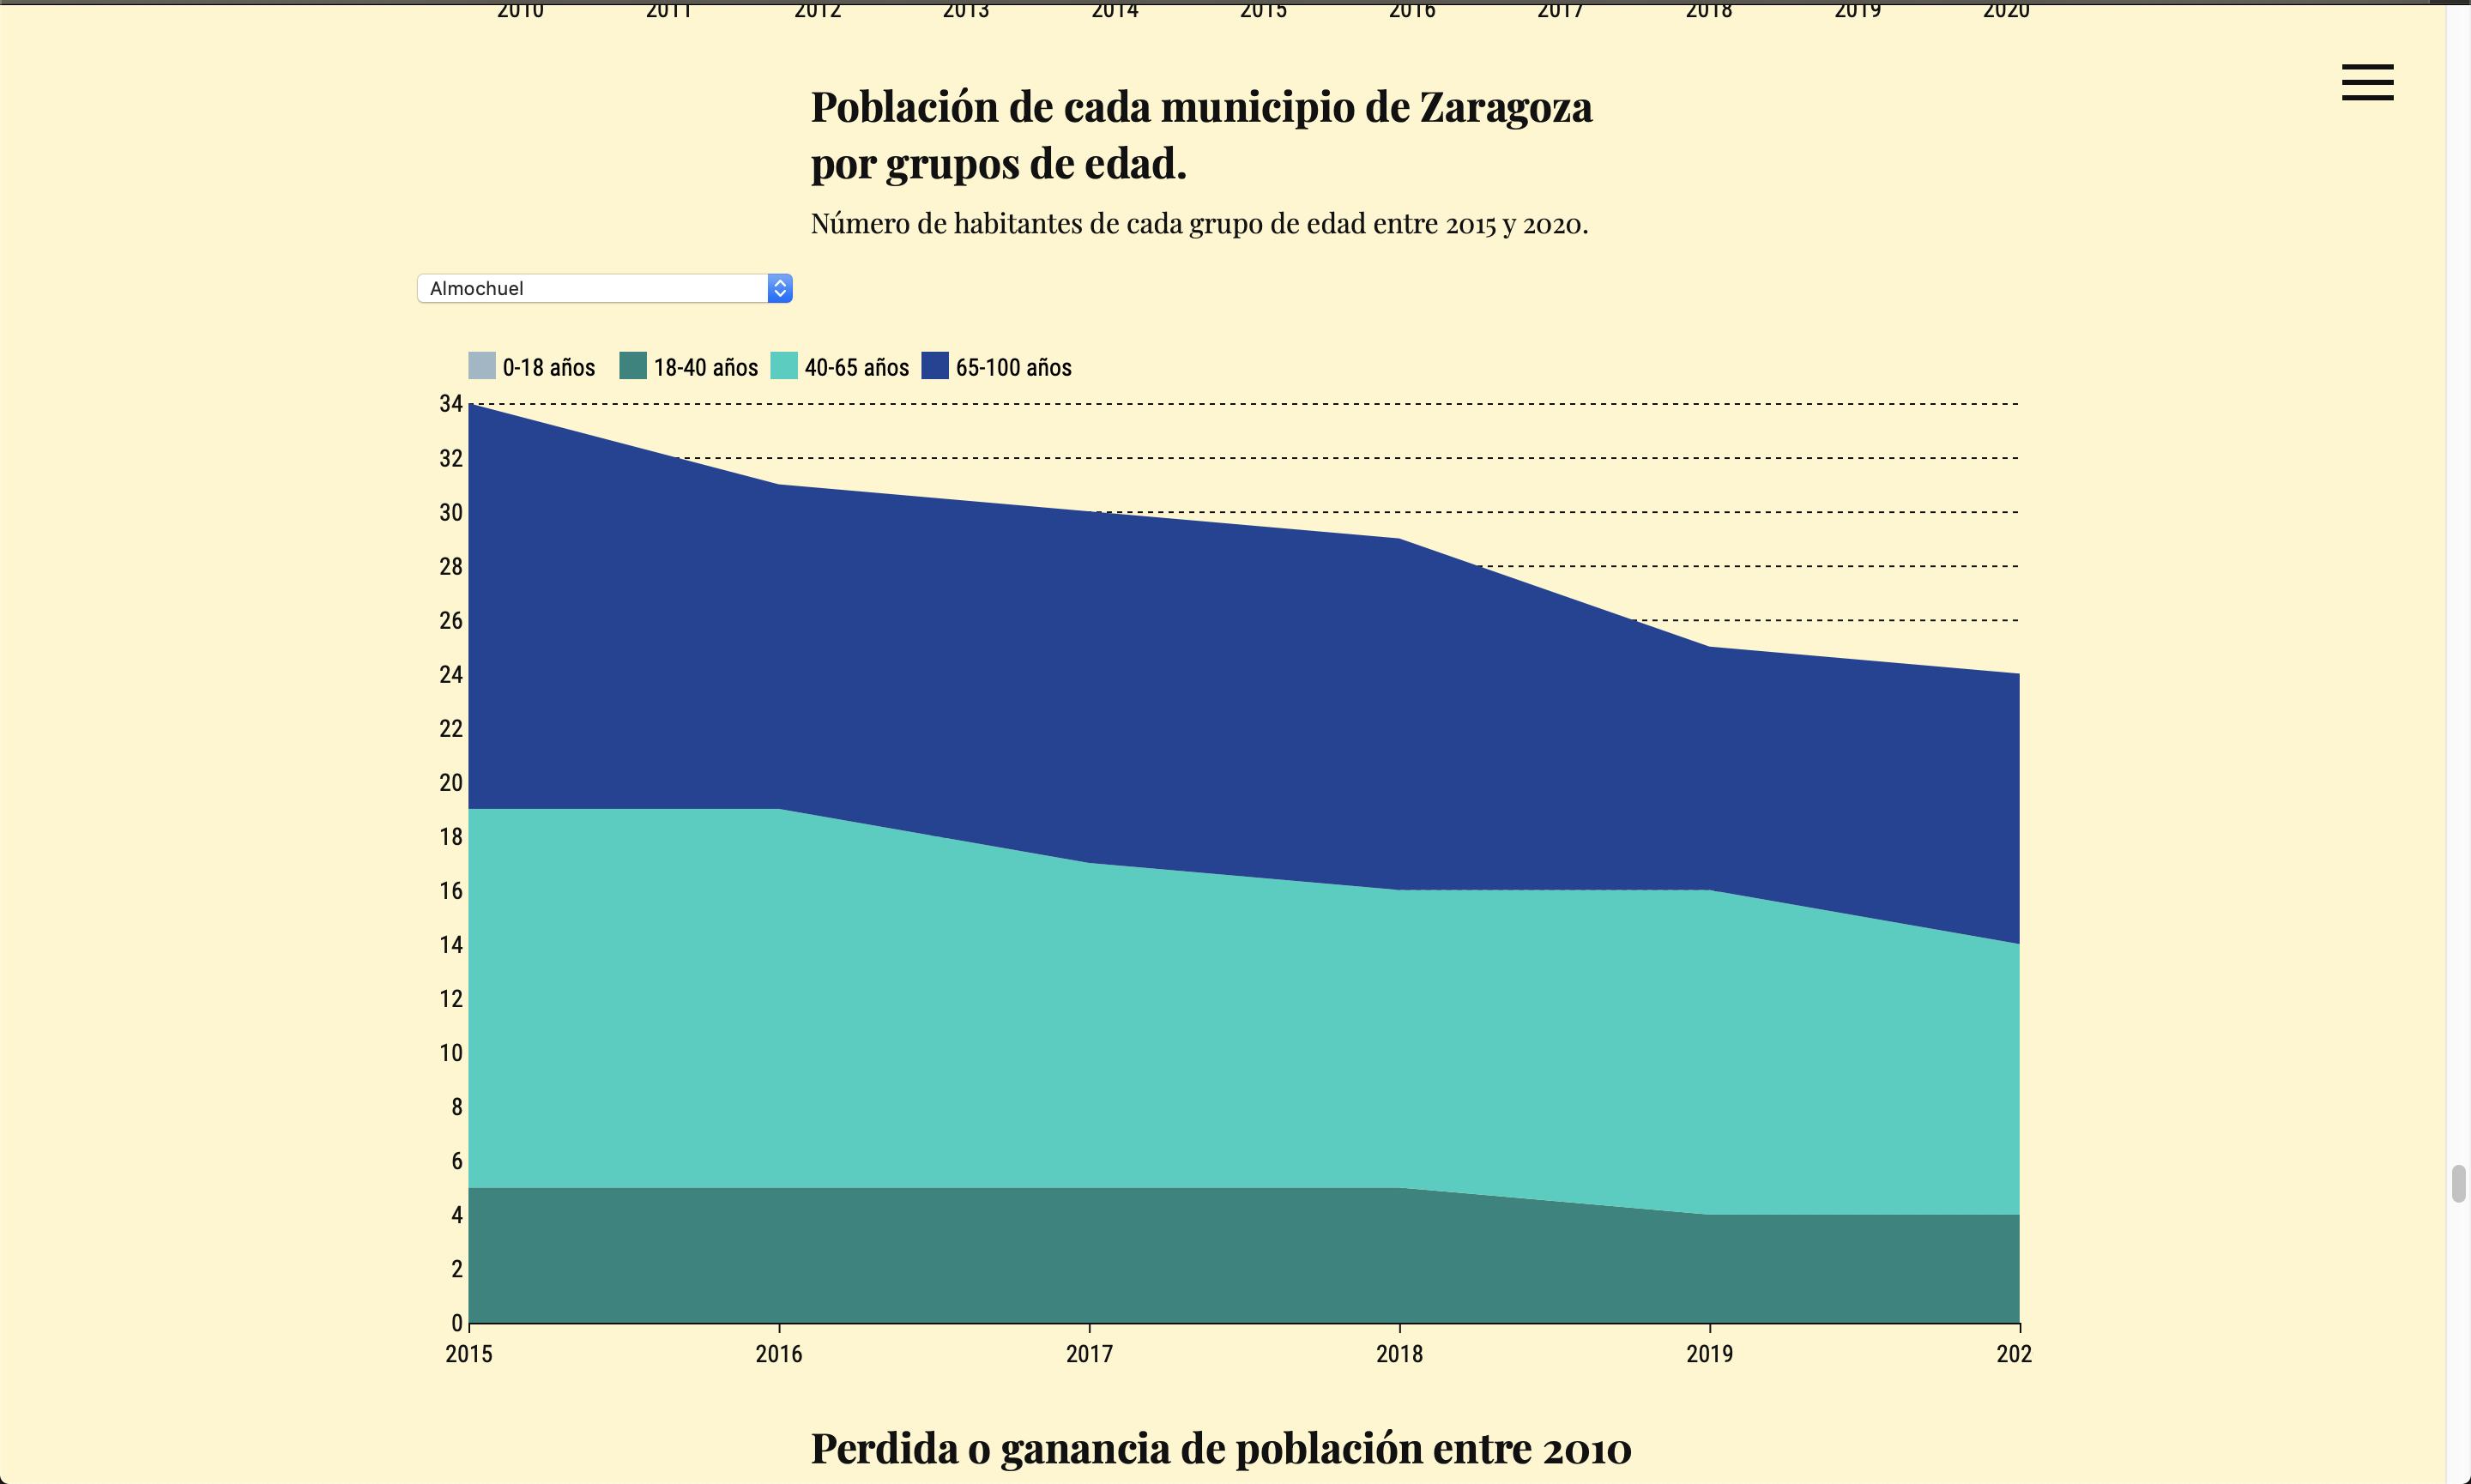 2010 2011 2012 2013 2014 2015 2016 2017 2018 2019 2020
Población de cada municipio de Zaragoza
por grupos de edad.
Número de habitantes de cada grupo de edad entre 2015 y 2020.
Almochuel
0-18 años 18-40 años 40-65 años 65-100 años
34
32
30
28
26
24
22
20
18
16
14
12
10
8
6
4
2
0
2015 2016 2017 2018 2019 202
Perdida o ganancia de población entre 2010